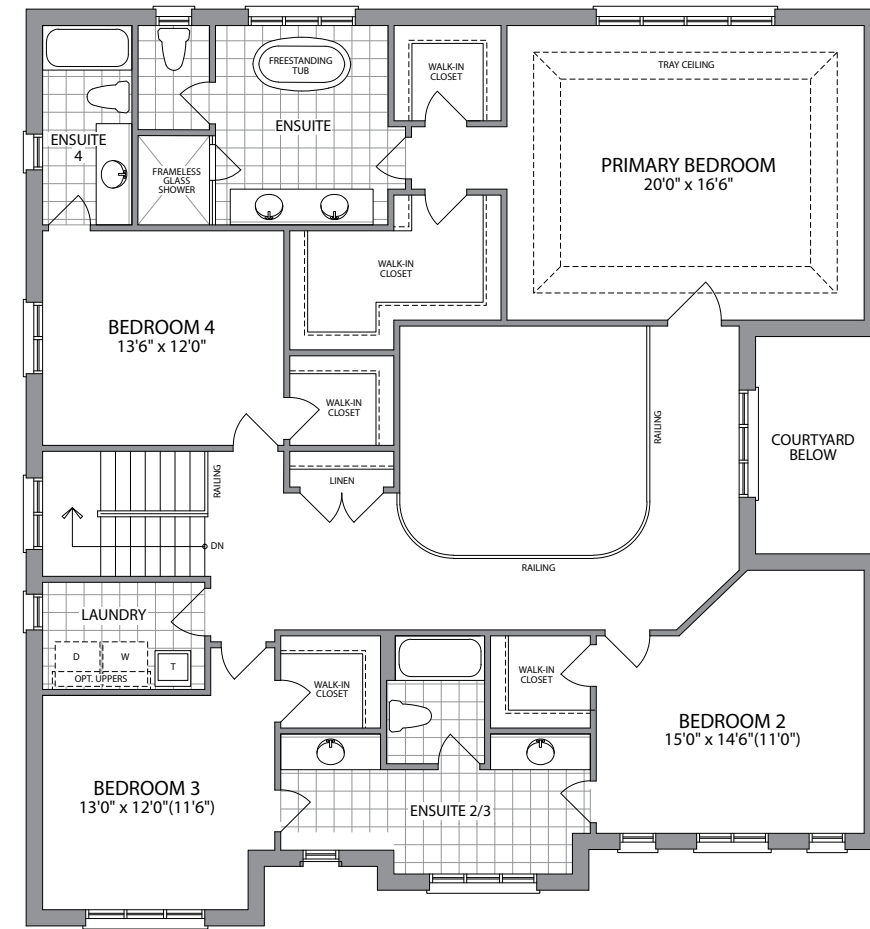 FREESTANDING
TUB
WALK-IN
CLOSET
TRAY CEILING
ENSUITE
4
ENSUITE
FRAMELESS
GLASS
SHOWER
PRIMARY BEDROOM
20'0" x 16'6"
WALK-IN
CLOSET
BEDROOM 4
13'6" x 12'0"
WALK-IN
CLOSET
RAILING
COURTYARD
BELOW
RAILING
LINEN
DN
RAILING
LAUNDRY
D
W
T
OPT. UPPERS
WALK-IN
CLOSET
WALK-IN
CLOSET
BEDROOM 2
15'0" x 14'6"(11'0")
BEDROOM 3
13'0" x 12'0"(11'6")
ENSUITE 2/3